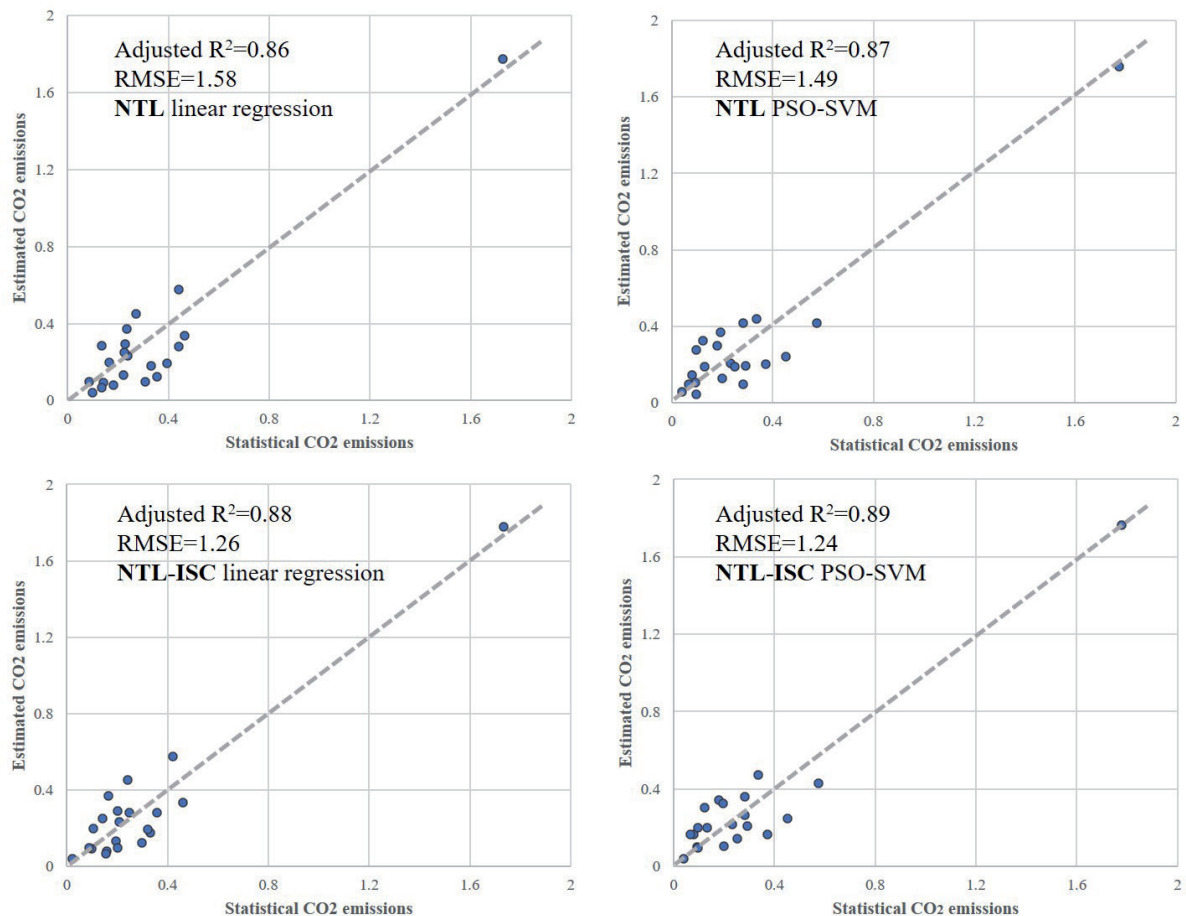 2
Adjusted R²=0.86
RMSE=1.58
NTL linear regression
1.6
1.2
0.8
0.4
0
Estimated CO2 emissions
0 0.4 0.8 1.2 1.6 2
Statistical CO2 emissions
2
Adjusted R²=0.87
RMSE=1.49
NTL PSO-SVM
1.6
1.2
0.8
0.4
0
Estimated CO2 emissions
0 0.4 0.8 1.2 1.6 2
Statistical CO2 emissions
2
Adjusted R²=0.88
RMSE=1.26
NTL-ISC linear regression
1.6
1.2
0.8
0.4
0
Estimated CO2 emissions
0 0.4 0.8 1.2 1.6 2
Statistical CO2 emissions
2
Adjusted R²=0.89
RMSE=1.24
NTL-ISC PSO-SVM
1.6
1.2
0.8
0.4
0
Estimated CO2 emissions
0 0.4 0.8 1.2 1.6 2
Statistical CO2 emissions